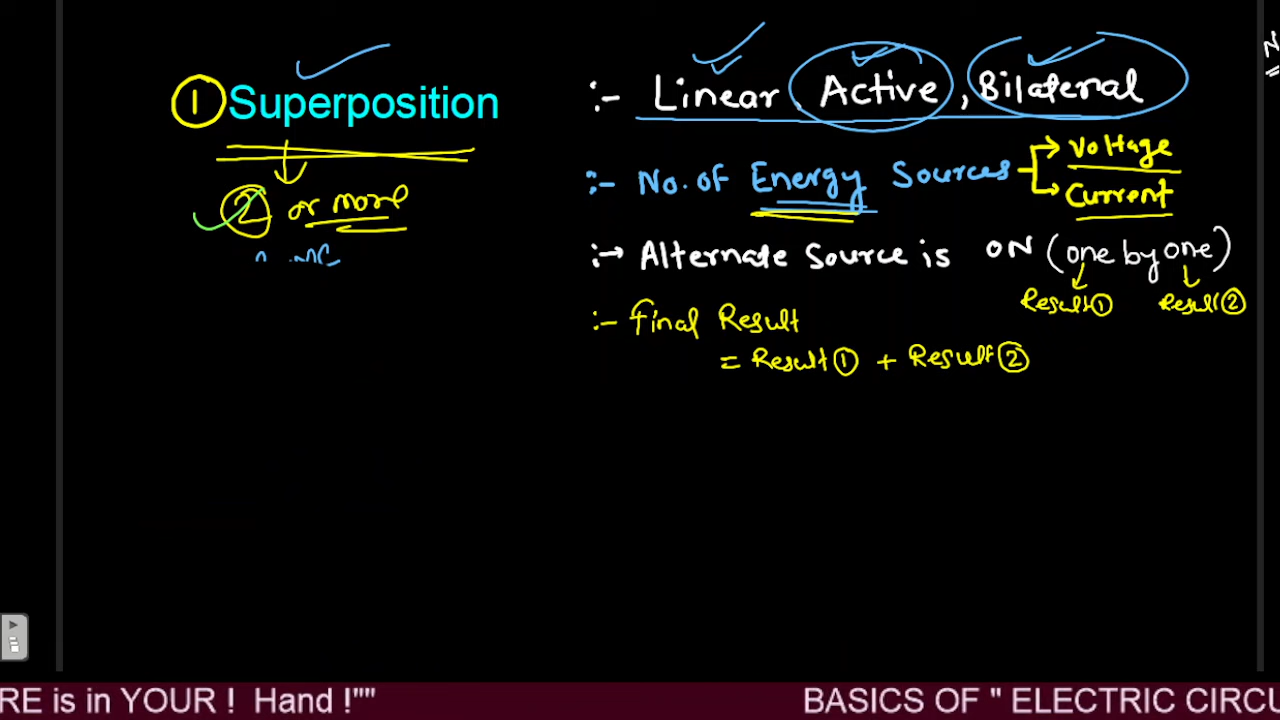 ① Superposition
② or more
:- Linear, Active, Bilateral
:- No. of Energy Sources
Voltage
Current
:→ Alternate Source is ON (one by one)
Result① Result②
:- Final Result
= Result① + Result②
RE is in YOUR ! Hand !"" BASICS OF " ELECTRIC CIRCU